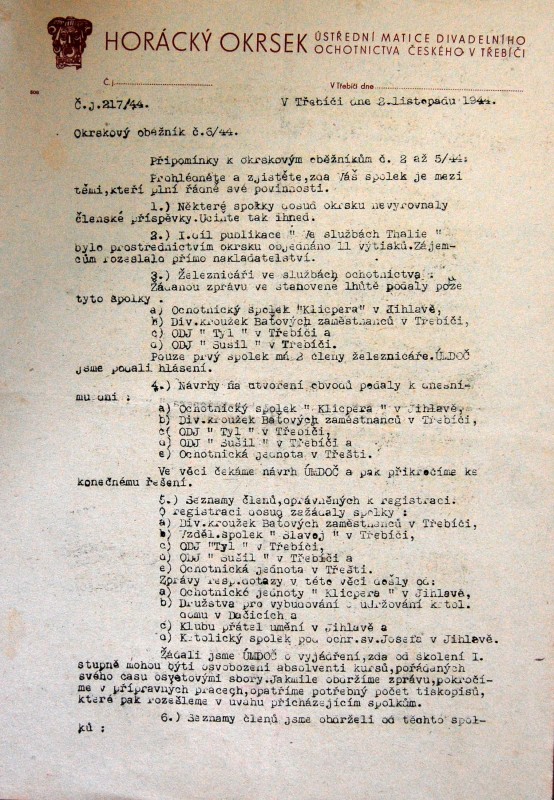 HORÁCKÝ OKRSEK ÚSTŘEDNÍ MATICE DIVADELNÍHO
OCHOTNICTVA ČESKÉHO V TŘEBÍČI
Č. j. V Třebíči dne
Č.j.217/44. V Třebíči dne 2.listopadu 1944.
Okrskový oběžník č.6/44.
Připomínky k okrskovým oběžníkům č. 2 až 5/44:
Prohlédněte a zjistěte,zda Váš spolek je mezi
těmi,kteří plní řádně své povinnosti.
1.) Některé spolky dosud okrsku nevyrovnaly
členské příspěvky.Učiňte tak ihned.
2.) I.díl publikace " Ve službách Thalie "
bylo prostřednictvím okrsku objednáno 11 výtisků.Zájem-
cům rozeslalo přímo nakladatelství.
3.) Železničáři ve službách ochotnictva :
Žádanou zprávu ve stanovené lhůtě podaly pouze
tyto spolky .
a) Ochotnický spolek "Klicpera" v Jihlavě,
b) Div.kroužek Baťových zaměstnanců v Třebíči,
c) ODJ " Tyl " v Třebíči,
d) ODJ " Sušil " v Třebíči.
Pouze prvý spolek má 2 členy železničáře.ÚMDOČ
jsme podali hlášení.
4.) Návrhy na utvoření obvodů podaly k dnešní-
mu dni :
a) Ochotnický spolek " Klicpera " v Jihlavě,
b) Div.kroužek Baťových zaměstnanců v Třebíči,
c) ODJ " Tyl " v Třebíči,
d) ODJ " Sušil " v Třebíči a
e) Ochotnická jednota v Třešti.
Ve věci čekáme návrh ÚMDOČ a pak přikročíme ke
konečnému řešení.
5.) Seznamy členů,oprávněných k registraci.
O registraci dosud zežádaly spolky :
a) Div.kroužek Baťových zaměstnanců v Třebíči,
b) Vzděl.spolek " Slavoj " v Třebíči,
c) ODJ "Tyl " v Třebíči,
d) ODJ " Sušil " v Třebíči a
e) Ochotnická jednota v Třešti.
Zprávy resp.dotazy v této věci došly od:
a) Ochotnické jednoty " Klicpera " v Jihlavě,
b) Družstva pro vybudování a udržování katol.
domu v Dačicích a
c) Klubu přátel umění v Jihlavě a
d) Katolický spolek pod ochr.sv.Josefa v Jihlavě.
Žádali jsme ÚMDOČ o vyjádření,zda od školení I.
stupně mohou býti osvobozeni absolventi kursů,pořádaných
svého času osvětovými sbory.Jakmile obdržíme zprávu,pokročí-
me v přípravných pracech,opatříme potřebný počet tiskopisů,
které pak rozešleme v úvahu přicházejícím spolkům.
6.) Seznamy členů jsme obdrželi od těchto spol-
ků :